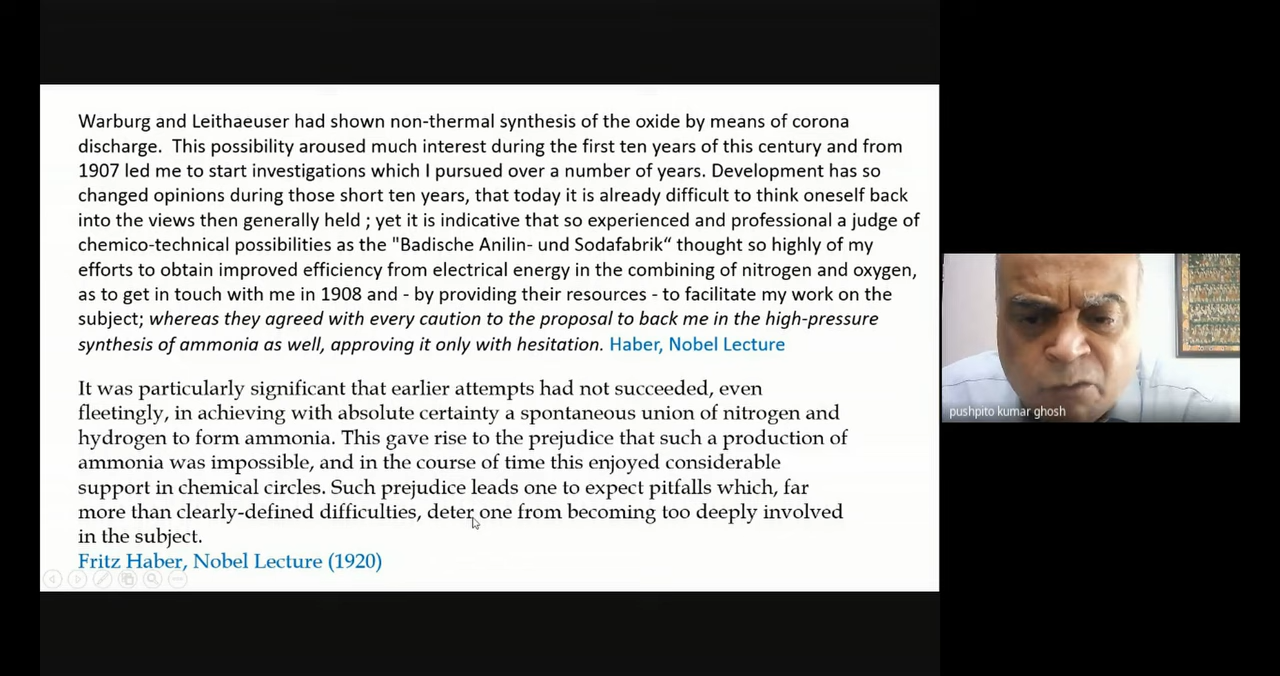 Warburg and Leithaeuser had shown non-thermal synthesis of the oxide by means of corona
discharge.  This possibility aroused much interest during the first ten years of this century and from
1907 led me to start investigations which I pursued over a number of years. Development has so
changed opinions during those short ten years, that today it is already difficult to think oneself back
into the views then generally held ; yet it is indicative that so experienced and professional a judge of
chemico-technical possibilities as the "Badische Anilin- und Sodafabrik“ thought so highly of my
efforts to obtain improved efficiency from electrical energy in the combining of nitrogen and oxygen,
as to get in touch with me in 1908 and - by providing their resources - to facilitate my work on the
subject; whereas they agreed with every caution to the proposal to back me in the high-pressure
synthesis of ammonia as well, approving it only with hesitation. Haber, Nobel Lecture
It was particularly significant that earlier attempts had not succeeded, even
fleetingly, in achieving with absolute certainty a spontaneous union of nitrogen and
hydrogen to form ammonia. This gave rise to the prejudice that such a production of
ammonia was impossible, and in the course of time this enjoyed considerable
support in chemical circles. Such prejudice leads one to expect pitfalls which, far
more than clearly-defined difficulties, deter one from becoming too deeply involved
in the subject.
Fritz Haber, Nobel Lecture (1920)
pushpito kumar ghosh